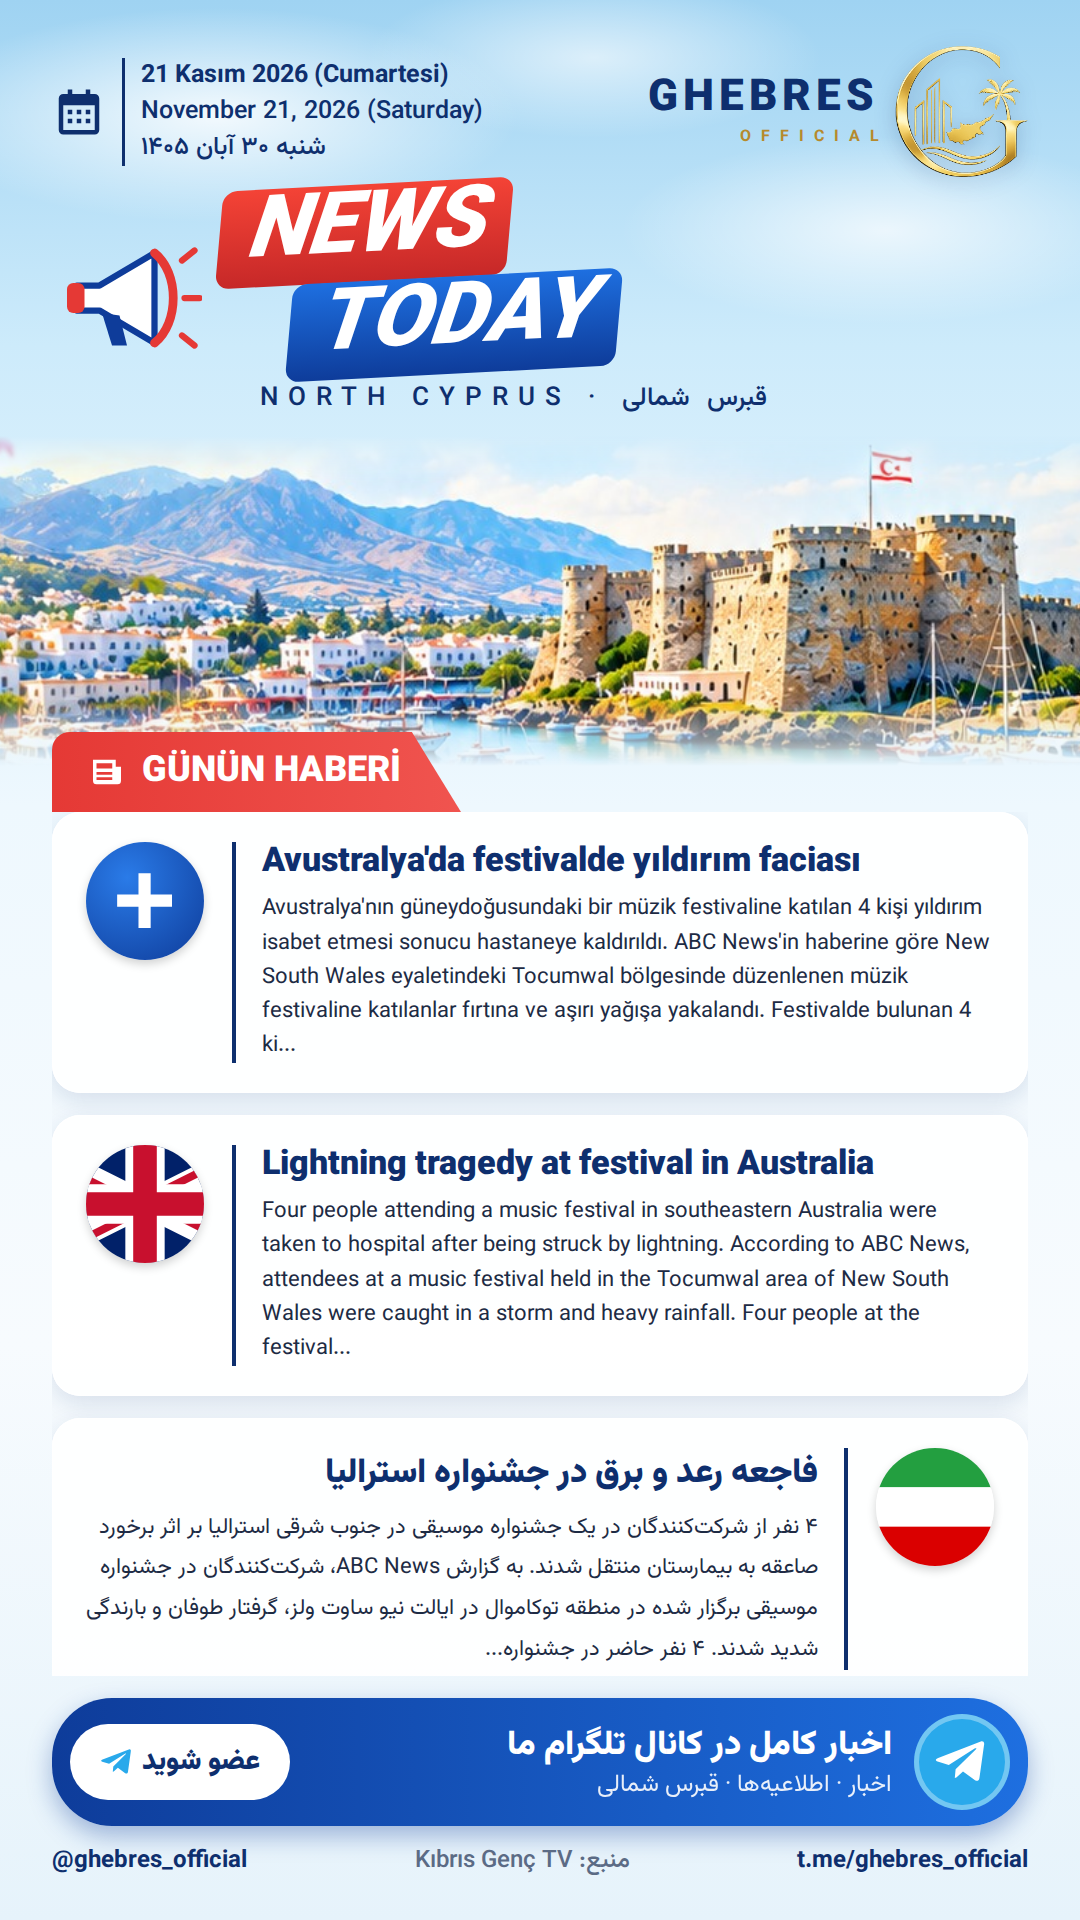 21 Kasım 2026 (Cumartesi)
November 21, 2026 (Saturday)
شنبه ۳۰ آبان ۱۴۰۵
GHEBRES
OFFICIAL
NEWS
TODAY
NORTH CYPRUS · قبرس شمالی
GÜNÜN HABERİ
Avustralya'da festivalde yıldırım faciası
Avustralya'nın güneydoğusundaki bir müzik festivaline katılan 4 kişi yıldırım
isabet etmesi sonucu hastaneye kaldırıldı. ABC News'in haberine göre New
South Wales eyaletindeki Tocumwal bölgesinde düzenlenen müzik
festivaline katılanlar fırtına ve aşırı yağışa yakalandı. Festivalde bulunan 4
ki...
Lightning tragedy at festival in Australia
Four people attending a music festival in southeastern Australia were
taken to hospital after being struck by lightning. According to ABC News,
attendees at a music festival held in the Tocumwal area of New South
Wales were caught in a storm and heavy rainfall. Four people at the
festival...
فاجعه رعد و برق در جشنواره استرالیا
۴ نفر از شرکت‌کنندگان در یک جشنواره موسیقی در جنوب شرقی استرالیا بر اثر برخورد
صاعقه به بیمارستان منتقل شدند. به گزارش ABC News، شرکت‌کنندگان در جشنواره
موسیقی برگزار شده در منطقه توکاموال در ایالت نیو ساوت ولز، گرفتار طوفان و بارندگی
شدید شدند. ۴ نفر حاضر در جشنواره...
اخبار کامل در کانال تلگرام ما
اخبار · اطلاعیه‌ها · قبرس شمالی
عضو شوید
@ghebres_official
منبع: Kıbrıs Genç TV
t.me/ghebres_official